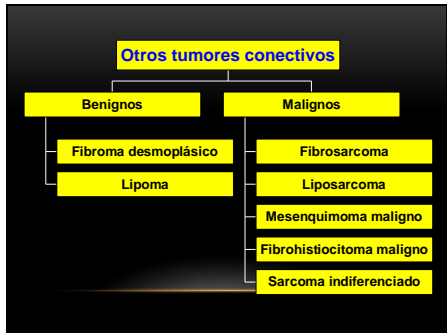 Otros tumores conectivos
Benignos
Malignos
Fibroma desmoplásico
Lipoma
Fibrosarcoma
Liposarcoma
Mesenquimoma maligno
Fibrohistiocitoma maligno
Sarcoma indiferenciado